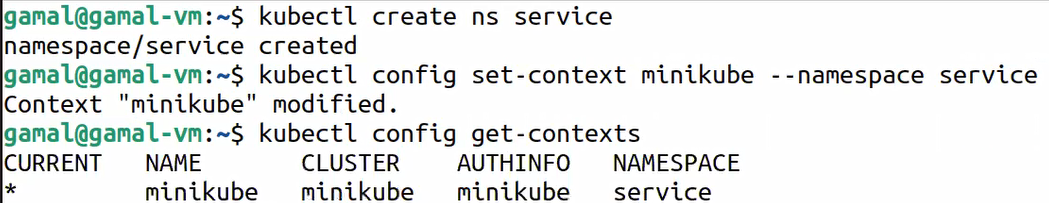 gamal@gamal-vm:~$ kubectl create ns service
namespace/service created
gamal@gamal-vm:~$ kubectl config set-context minikube --namespace service
Context "minikube" modified.
gamal@gamal-vm:~$ kubectl config get-contexts
CURRENT   NAME       CLUSTER    AUTHINFO   NAMESPACE
*         minikube   minikube   minikube   service